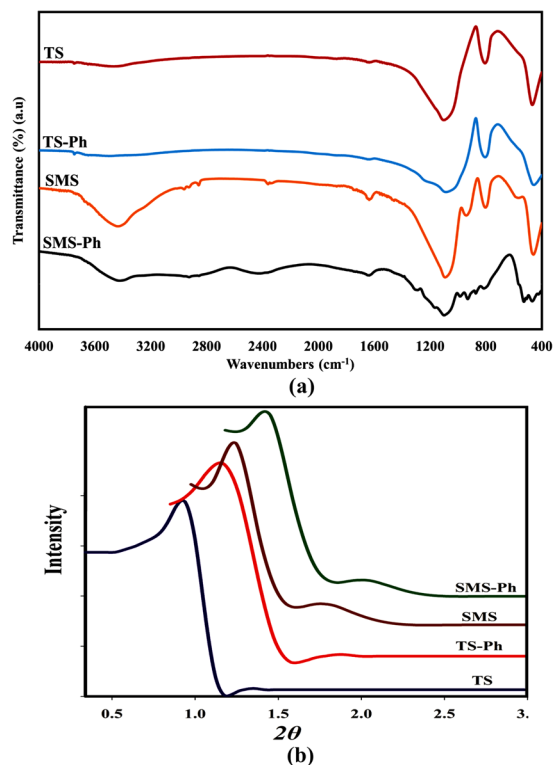 Transmittance (%) (a.u)
TS
TS-Ph
SMS
SMS-Ph
4000 3600 3200 2800 2400 2000 1600 1200 800 400
Wavenumbers (cm-1)
(a)
Intensity
SMS-Ph
SMS
TS-Ph
TS
0.5 1.0 1.5 2.0 2.5 3.
2θ
(b)